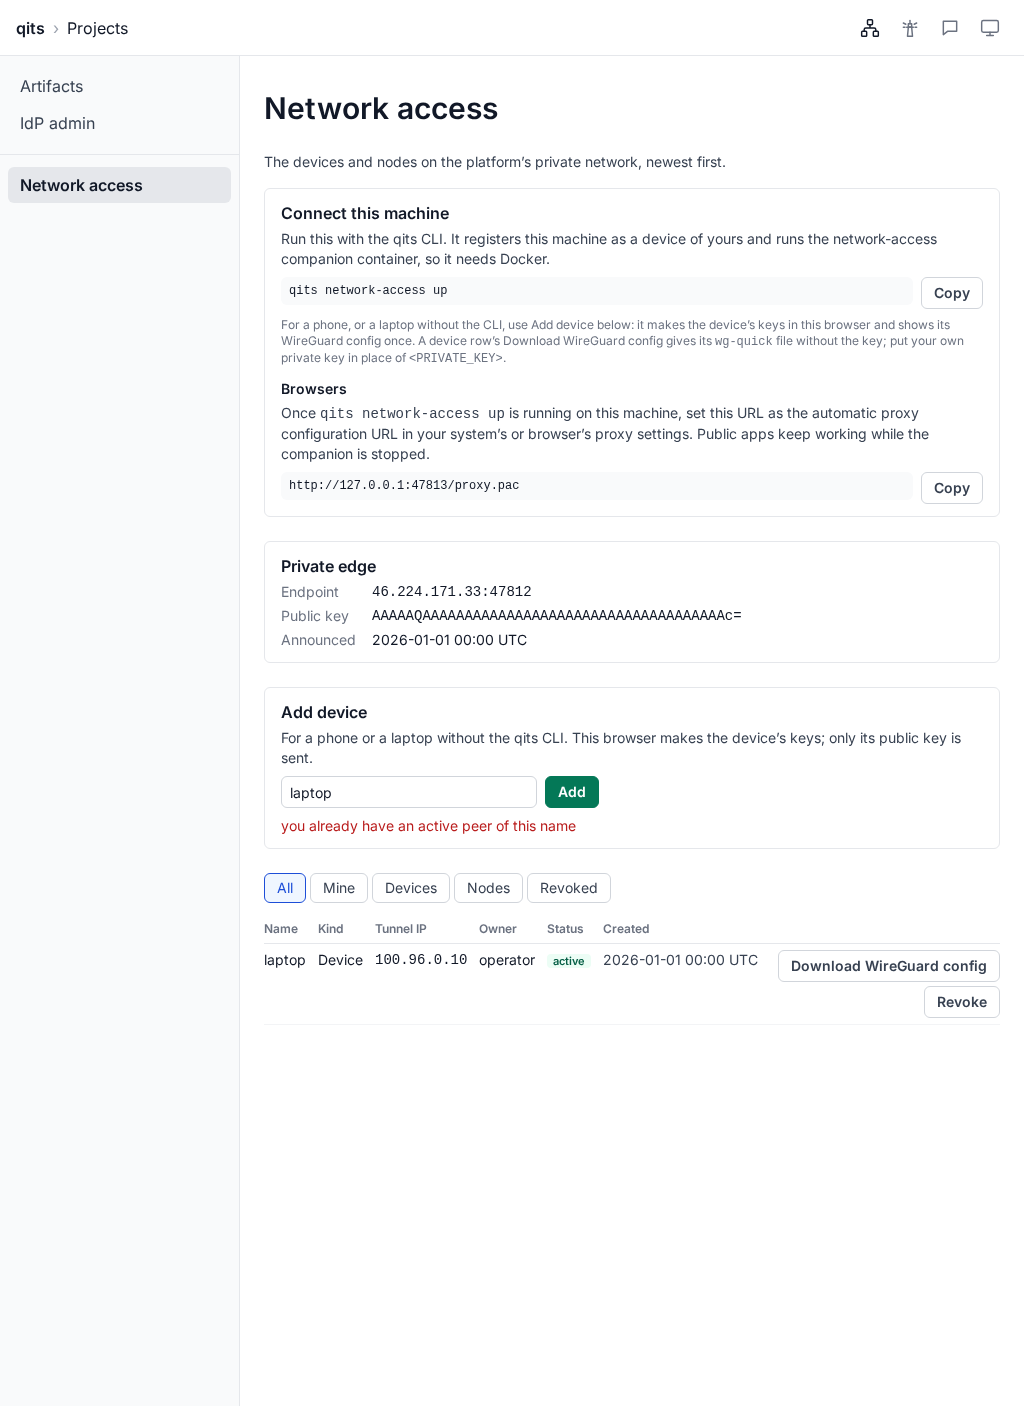 qits › Projects
Artifacts
IdP admin
Network access
Network access
The devices and nodes on the platform’s private network, newest first.
Connect this machine
Run this with the qits CLI. It registers this machine as a device of yours and runs the network-access
companion container, so it needs Docker.
qits network-access up
Copy
For a phone, or a laptop without the CLI, use Add device below: it makes the device’s keys in this browser and shows its
WireGuard config once. A device row’s Download WireGuard config gives its wg-quick file without the key; put your own
private key in place of <PRIVATE_KEY>.
Browsers
Once qits network-access up is running on this machine, set this URL as the automatic proxy
configuration URL in your system’s or browser’s proxy settings. Public apps keep working while the
companion is stopped.
http://127.0.0.1:47813/proxy.pac
Copy
Private edge
Endpoint 46.224.171.33:47812
Public key AAAAAQAAAAAAAAAAAAAAAAAAAAAAAAAAAAAAAAAAAAc=
Announced 2026-01-01 00:00 UTC
Add device
For a phone or a laptop without the qits CLI. This browser makes the device’s keys; only its public key is
sent.
laptop
Add
you already have an active peer of this name
All Mine Devices Nodes Revoked
Name Kind Tunnel IP Owner Status Created
laptop Device 100.96.0.10 operator active 2026-01-01 00:00 UTC Download WireGuard config
Revoke